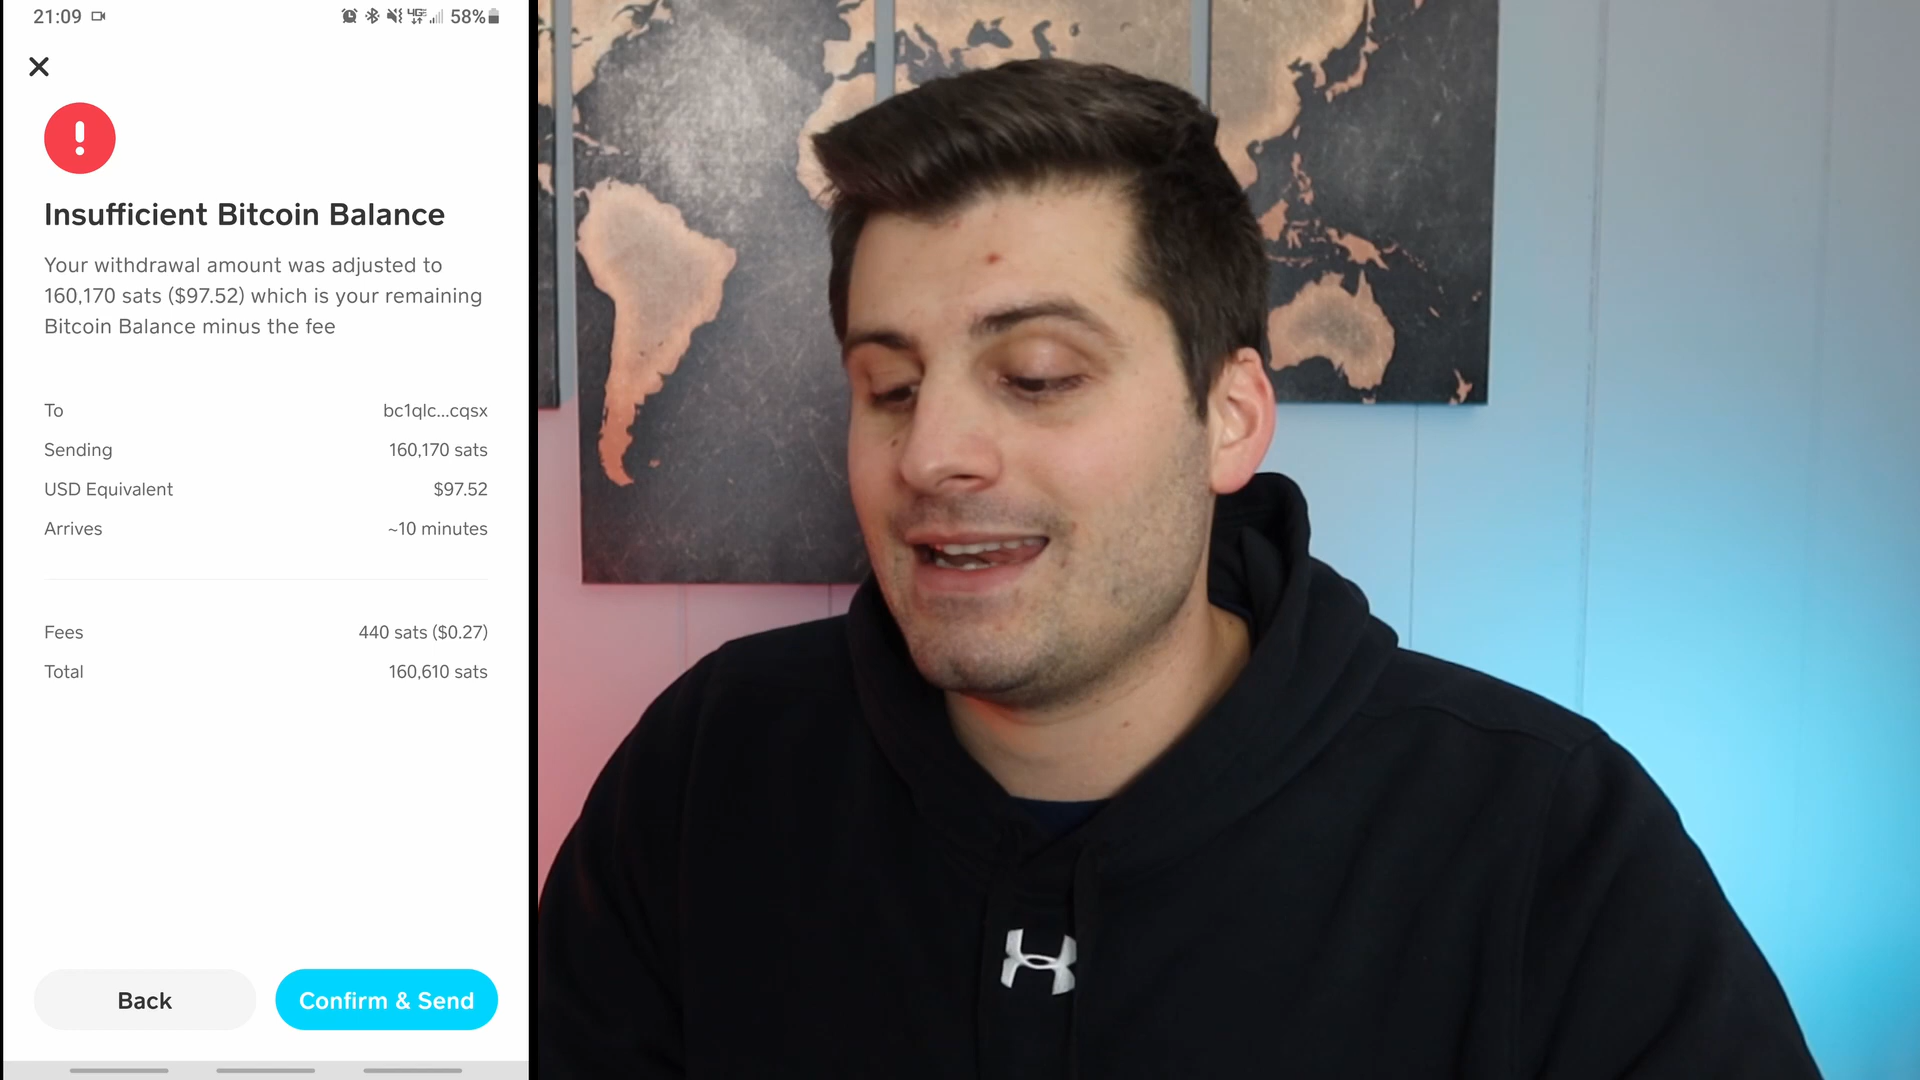 21:09
58%
Insufficient Bitcoin Balance
Your withdrawal amount was adjusted to
160,170 sats ($97.52) which is your remaining
Bitcoin Balance minus the fee
To bc1qlc...cqsx
Sending 160,170 sats
USD Equivalent $97.52
Arrives ~10 minutes
Fees 440 sats ($0.27)
Total 160,610 sats
Back Confirm & Send